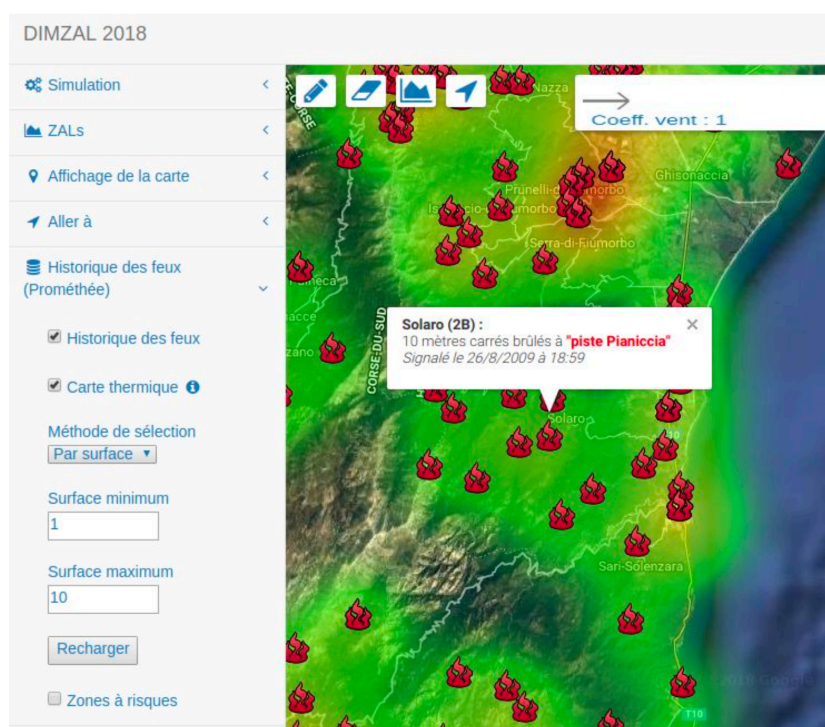 DIMZAL 2018
Simulation
ZALs
Affichage de la carte
Aller à
Historique des feux
(Prométhée)
Historique des feux
Carte thermique
Méthode de sélection
Par surface
Surface minimum
1
Surface maximum
10
Recharger
Zones à risques
Coeff. vent : 1
Nazza
Ghisonaccia
Serra-di-Fiumorbo
CORSE-DU-SUD
Solaro (2B) :
10 mètres carrés brûlés à "piste Pianiccia"
Signalé le 26/8/2009 à 18:59
Solaro
Sari-Solenzara
T10